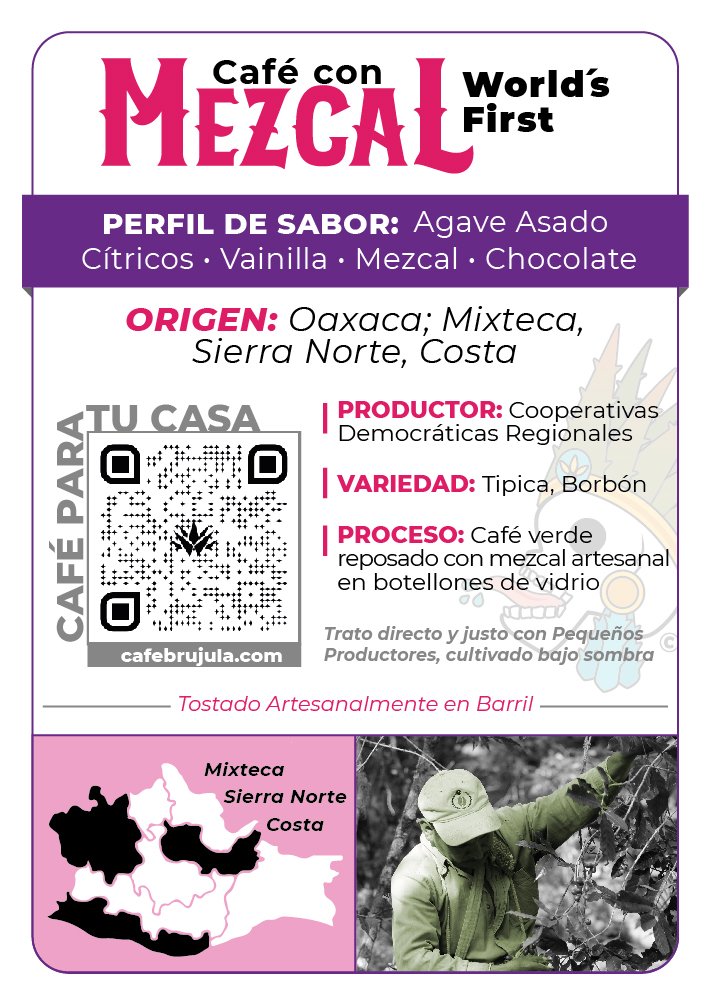 Café con
MEZCAL
World´s
First
PERFIL DE SABOR: Agave Asado
Cítricos • Vainilla • Mezcal • Chocolate
ORIGEN: Oaxaca; Mixteca,
Sierra Norte, Costa
CAFÉ PARA
TU CASA
cafebrujula.com
PRODUCTOR: Cooperativas
Democráticas Regionales
VARIEDAD: Tipica, Borbón
PROCESO: Café verde
reposado con mezcal artesanal
en botellones de vidrio
Trato directo y justo con Pequeños
Productores, cultivado bajo sombra
©
Tostado Artesanalmente en Barril
Mixteca
Sierra Norte
Costa